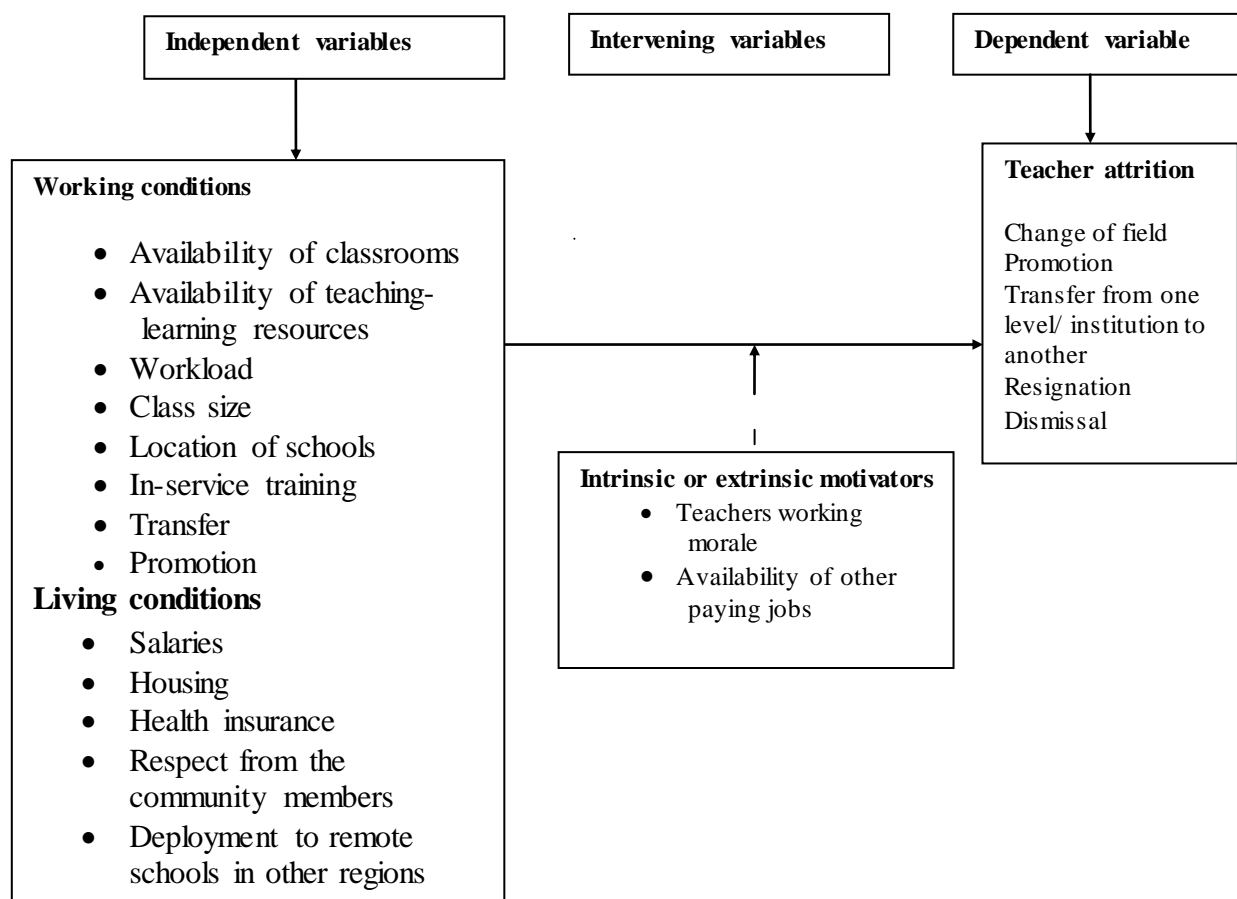 Independent variables
Intervening variables
Dependent variable
Working conditions
• Availability of classrooms
• Availability of teaching-
learning resources
• Workload
• Class size
• Location of schools
• In-service training
• Transfer
• Promotion
Living conditions
• Salaries
• Housing
• Health insurance
• Respect from the
community members
• Deployment to remote
schools in other regions
Intrinsic or extrinsic motivators
• Teachers working
morale
• Availability of other
paying jobs
Teacher attrition
Change of field
Promotion
Transfer from one
level/ institution to
another
Resignation
Dismissal